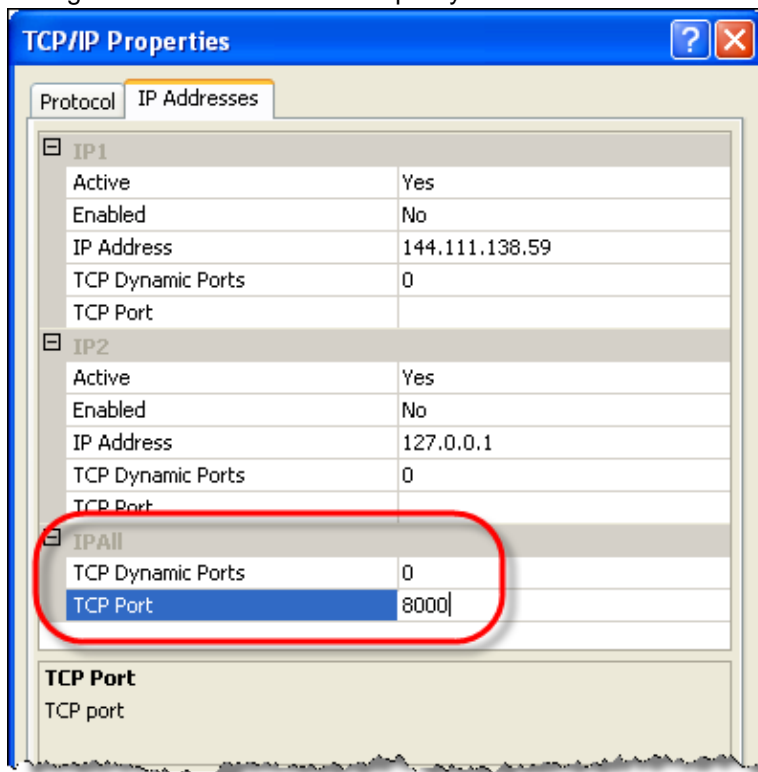 TCP/IP Properties ?
Protocol IP Addresses
IP1
Active Yes
Enabled No
IP Address 144.111.138.59
TCP Dynamic Ports 0
TCP Port
IP2
Active Yes
Enabled No
IP Address 127.0.0.1
TCP Dynamic Ports 0
TCP Port
IPAll
TCP Dynamic Ports 0
TCP Port 8000
TCP Port
TCP port